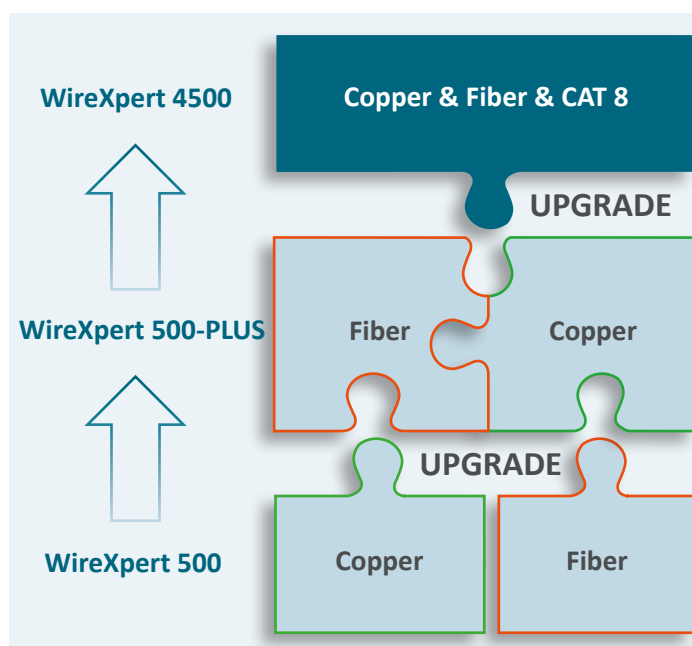 WireXpert 4500
Copper & Fiber & CAT 8
UPGRADE
WireXpert 500-PLUS
Fiber
Copper
UPGRADE
WireXpert 500
Copper
Fiber